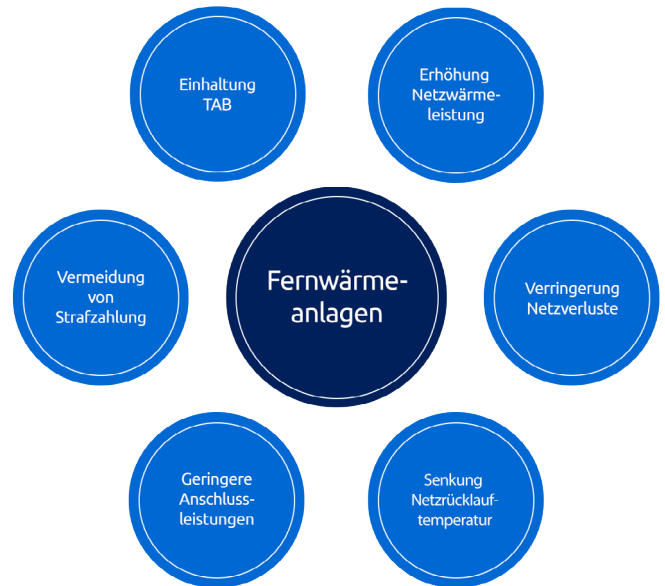 Einhaltung
TAB
Erhöhung
Netzwärme-
leistung
Vermeidung
von
Strafzahlung
Fernwärme-
anlagen
Verringerung
Netzverluste
Geringere
Anschluss-
leistungen
Senkung
Netzrücklauf-
temperatur